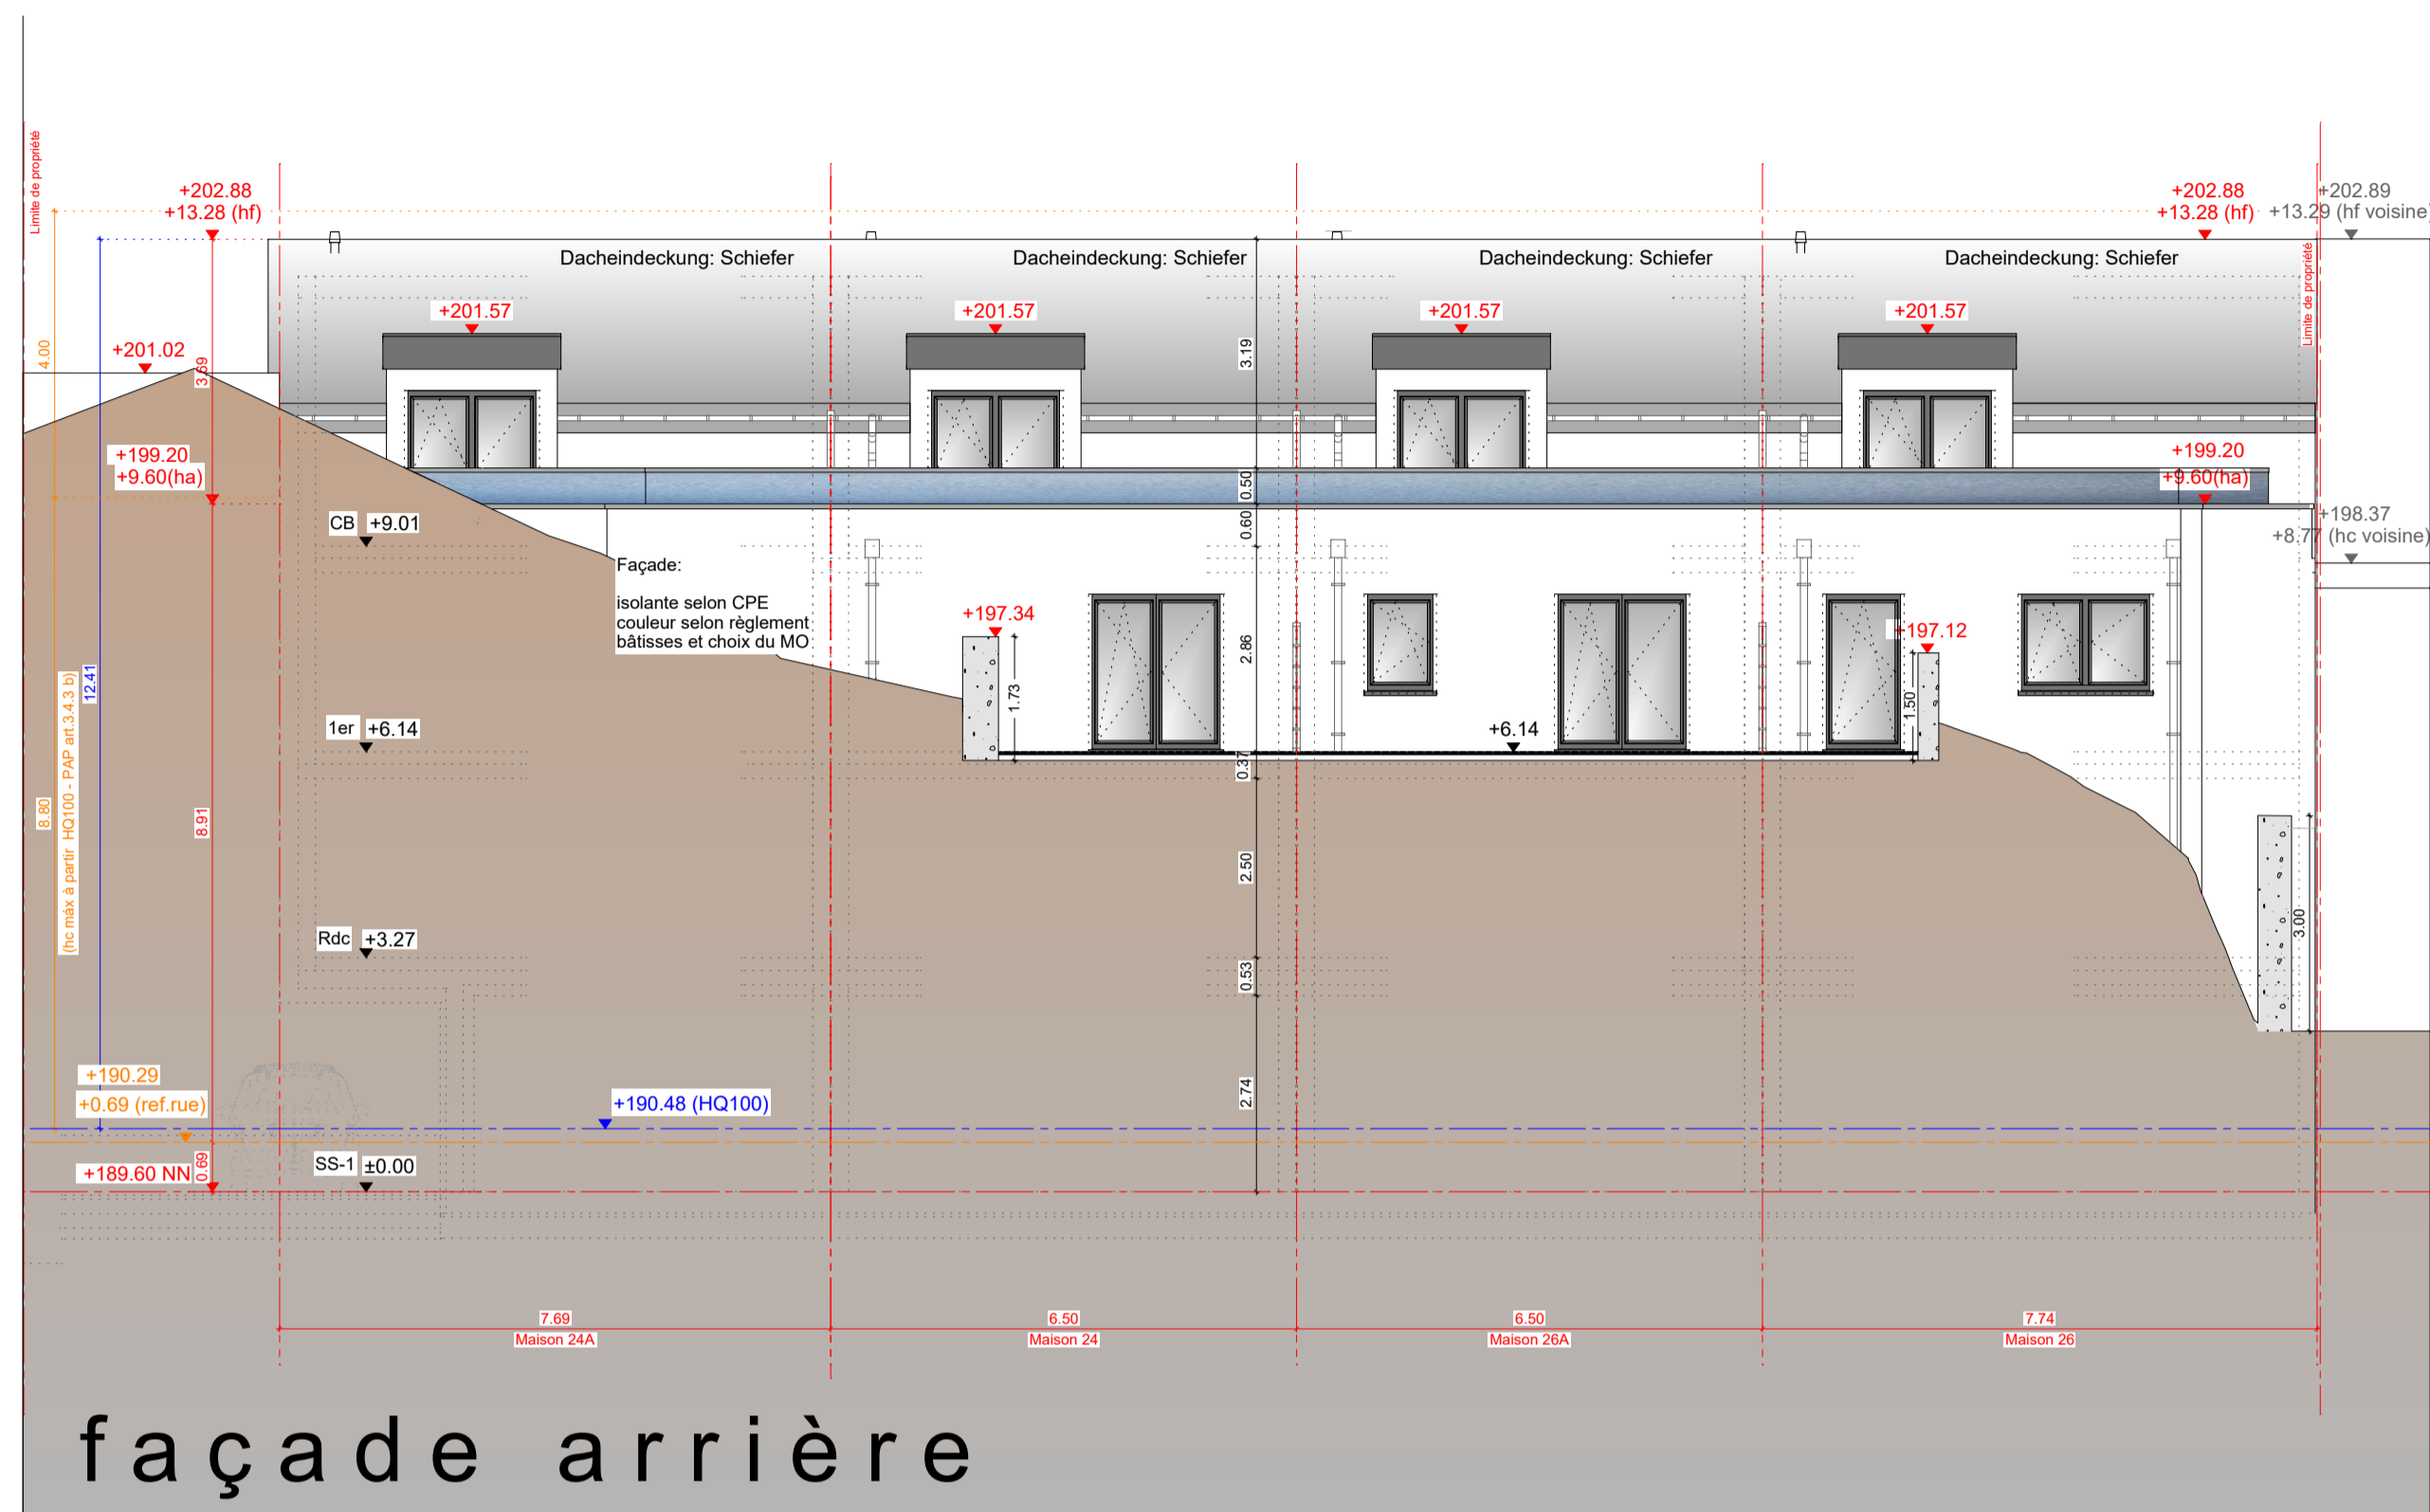 Limite de propriété
+202.88
+13.28 (hf)
+202.88
+13.28 (hf)
+202.89
+13.29 (hf voisine)
Dacheindeckung: Schiefer
Dacheindeckung: Schiefer
Dacheindeckung: Schiefer
Dacheindeckung: Schiefer
Limite de propriété
+201.57
+201.57
+201.57
+201.57
+201.02
4.00
3.69
3.19
+199.20
+9.60(ha)
+199.20
+9.60(ha)
0.50
0.60
CB +9.01
+198.37
+8.77 (hc voisine)
Façade:
isolante selon CPE
couleur selon règlement
bâtisses et choix du MO
+197.34
+197.12
1.73
2.86
1.50
12.41
1er +6.14
+6.14
0.37
8.80
(hc máx à partir HQ100 - PAP art.3.4.3 b)
8.91
2.50
3.00
Rdc +3.27
0.53
+190.29
+0.69 (ref.rue)
+190.48 (HQ100)
2.74
+189.60 NN
0.69
SS-1 ±0.00
7.69
6.50
6.50
7.74
Maison 24A
Maison 24
Maison 26A
Maison 26
façade arrière